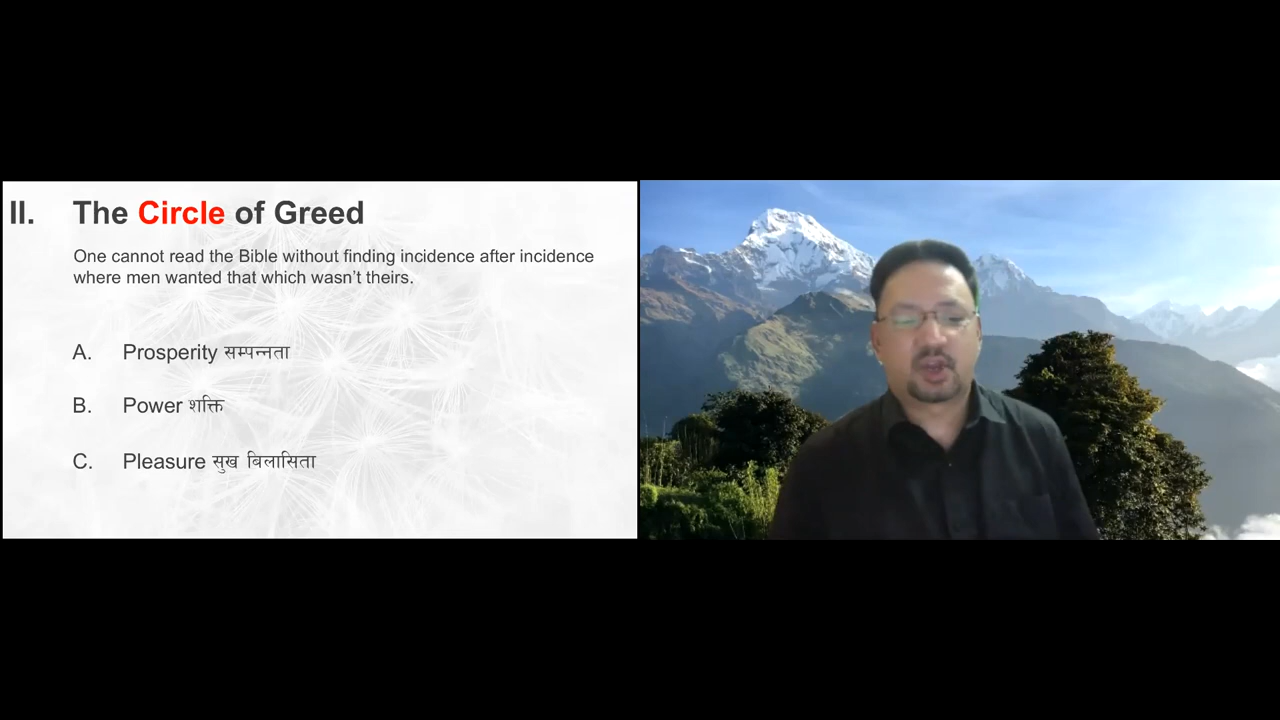 II. The Circle of Greed
One cannot read the Bible without finding incidence after incidence
where men wanted that which wasn't theirs.
A. Prosperity सम्पन्नता
B. Power शक्ति
C. Pleasure सुख बिलासिता